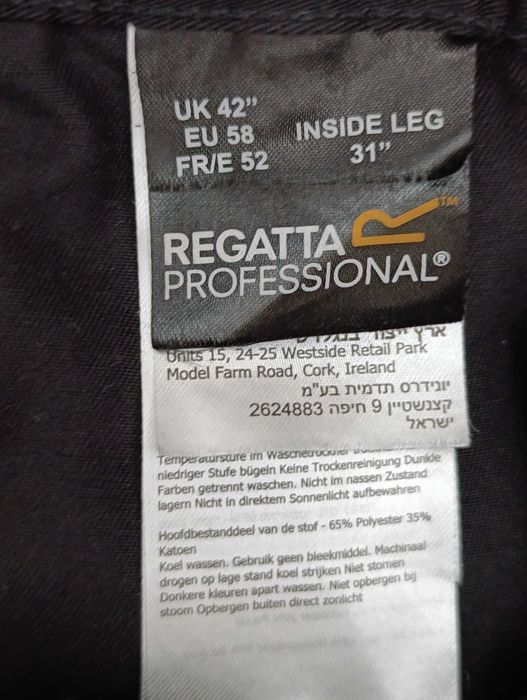 UK 42”
EU 58
FR/E 52
INSIDE LEG
31”
REGATTA
PROFESSIONAL®
Units 15, 24-25 Westside Retail Park
Model Farm Road, Cork, Ireland
יונידרס תדמית בע"מ
קצנשטיין 9 חיפה 2624883
ישראל
Temperaturstufe im Wäschetrockner
niedriger Stufe bügeln Keine Trockenreinigung Dunkle
Farben getrennt waschen. Nicht im nassen Zustand
lagern Nicht in direktem Sonnenlicht aufbewahren
Hoofdbestanddeel van de stof - 65% Polyester 35%
Katoen
Koel wassen. Gebruik geen bleekmiddel. Machinaal
drogen op lage stand koel strijken Niet stomen
Donkere kleuren apart wassen. Niet opbergen bij
stoom Opbergen buiten direct zonlicht